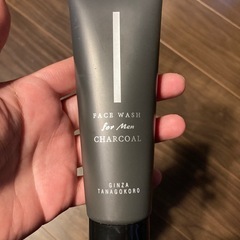 FACE WASH
for Men
CHARCOAL
GINZA
TANAGOKORO